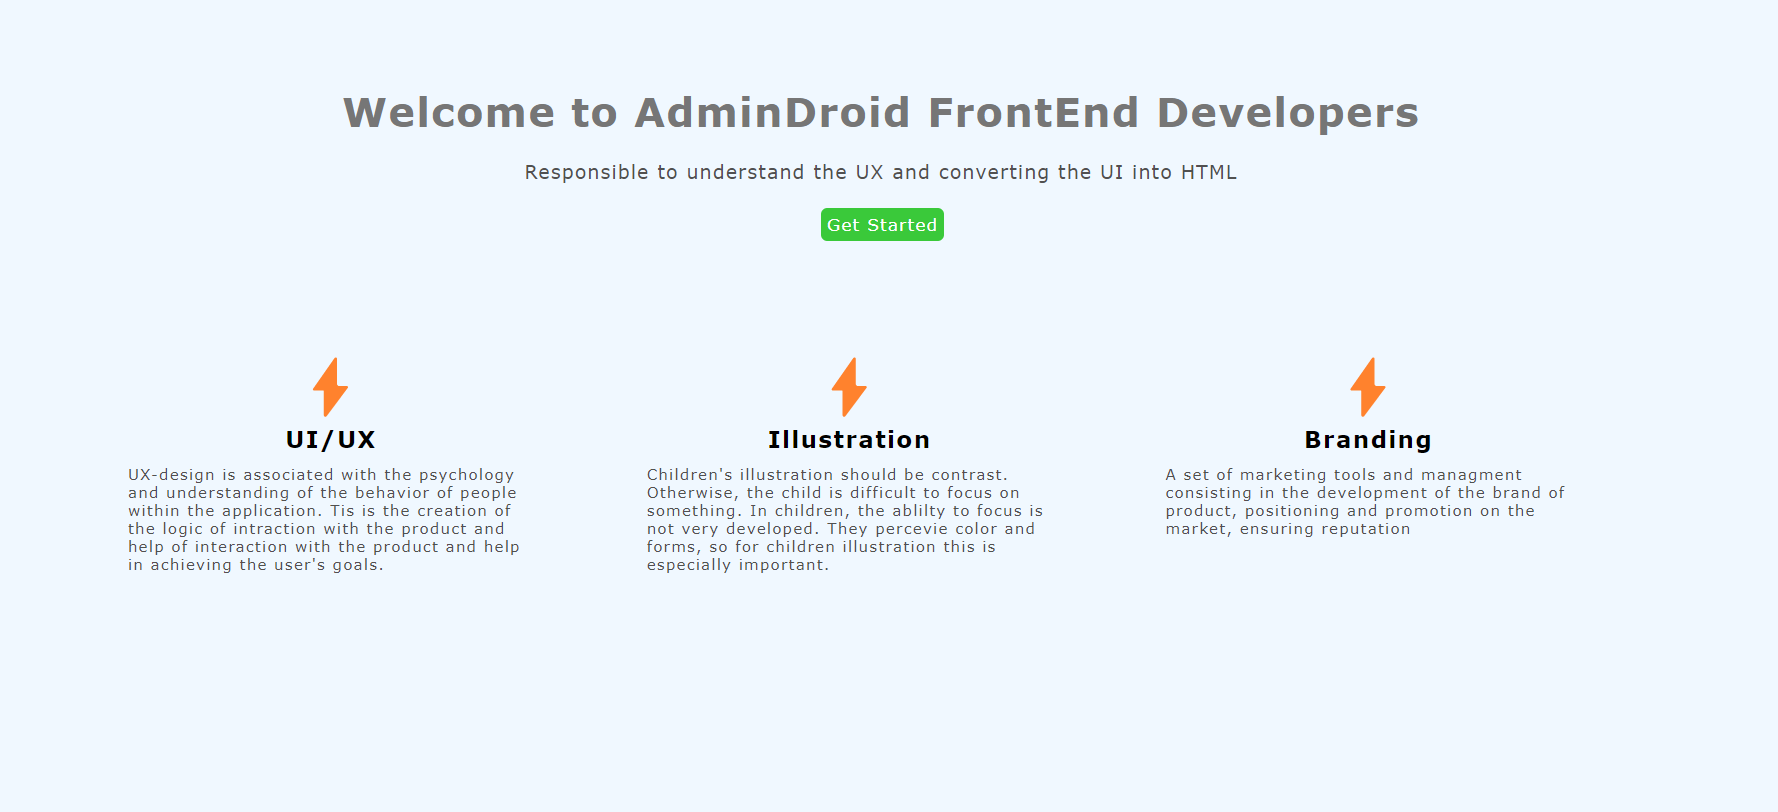 Welcome to AdminDroid FrontEnd Developers
Responsible to understand the UX and converting the UI into HTML
Get Started
UI/UX
UX-design is associated with the psychology
and understanding of the behavior of people
within the application. Tis is the creation of
the logic of intraction with the product and
help of interaction with the product and help
in achieving the user's goals.
Illustration
Children's illustration should be contrast.
Otherwise, the child is difficult to focus on
something. In children, the ablilty to focus is
not very developed. They percevie color and
forms, so for children illustration this is
especially important.
Branding
A set of marketing tools and managment
consisting in the development of the brand of
product, positioning and promotion on the
market, ensuring reputation